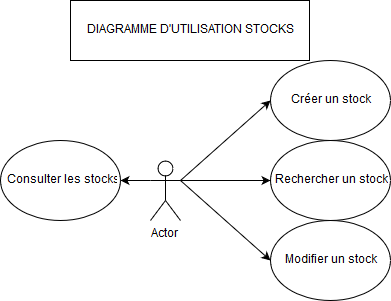 DIAGRAMME D'UTILISATION STOCKS
Créer un stock
Consulter les stocks
Rechercher un stock
Actor
Modifier un stock